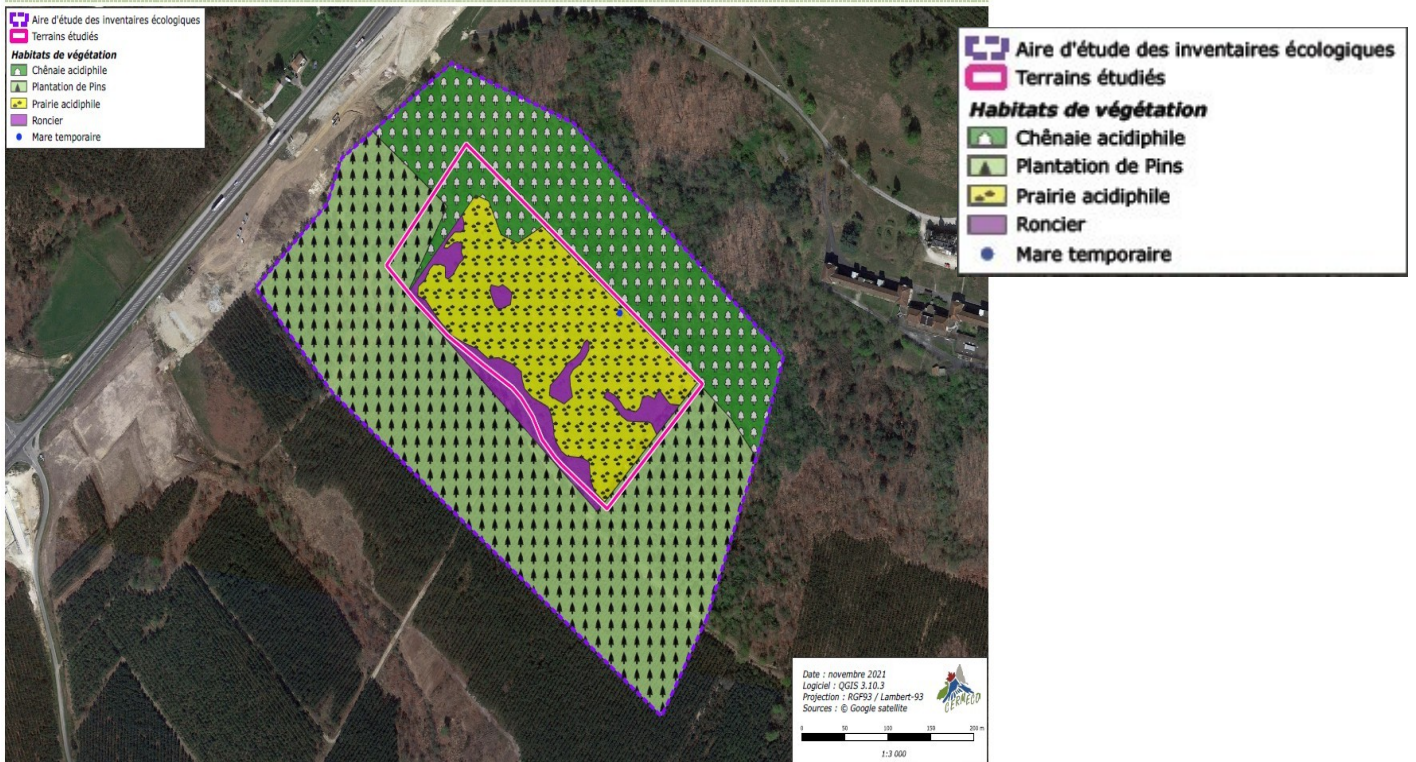 Aire d'étude des inventaires écologiques
Terrains étudiés
Habitats de végétation
Chênaie acidiphile
Plantation de Pins
Prairie acidiphile
Roncier
Mare temporaire
Aire d'étude des inventaires écologiques
Terrains étudiés
Habitats de végétation
Chênaie acidiphile
Plantation de Pins
Prairie acidiphile
Roncier
Mare temporaire
Date : novembre 2021
Logiciel : QGIS 3.10.3
Projection : RGF93 / Lambert-93
Sources : © Google satellite
CERMECO
0 50 100 150 200 m
1:3 000